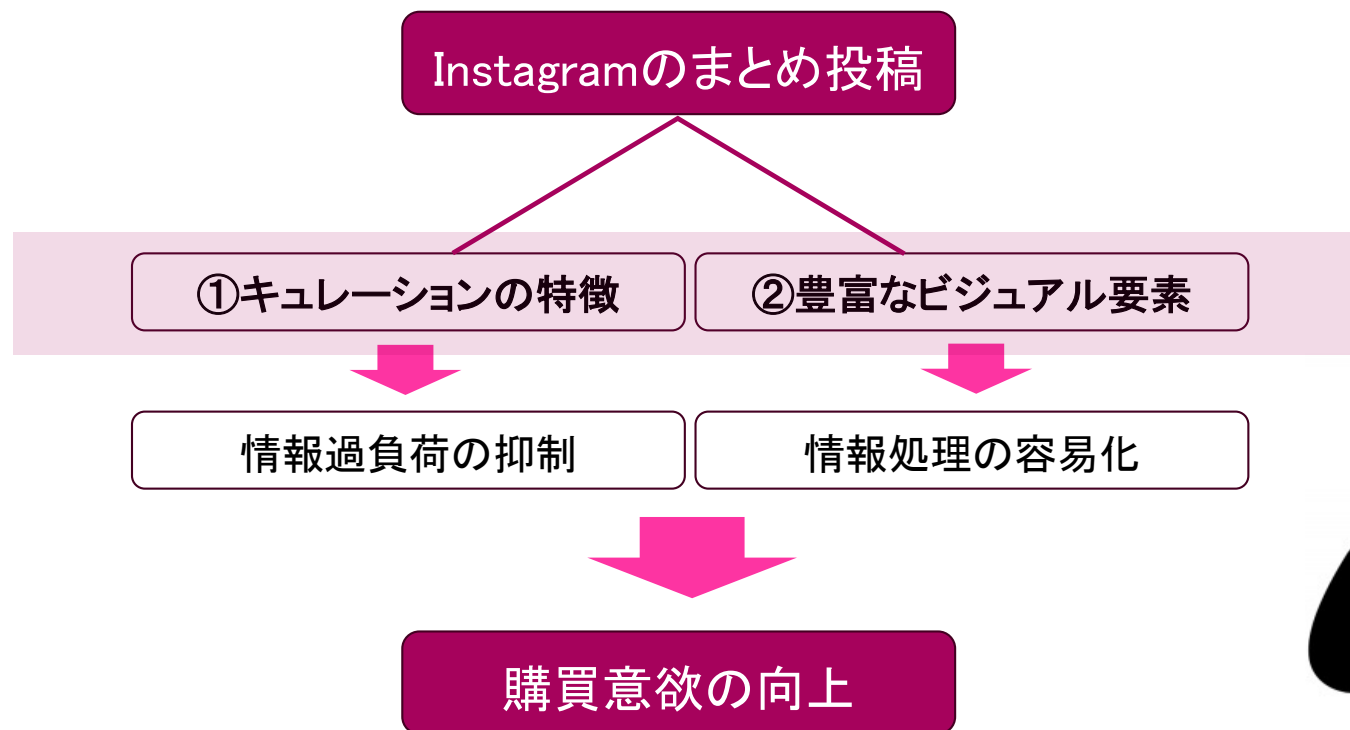 Instagramのまとめ投稿
①キュレーションの特徴
②豊富なビジュアル要素
情報過負荷の抑制
情報処理の容易化
購買意欲の向上